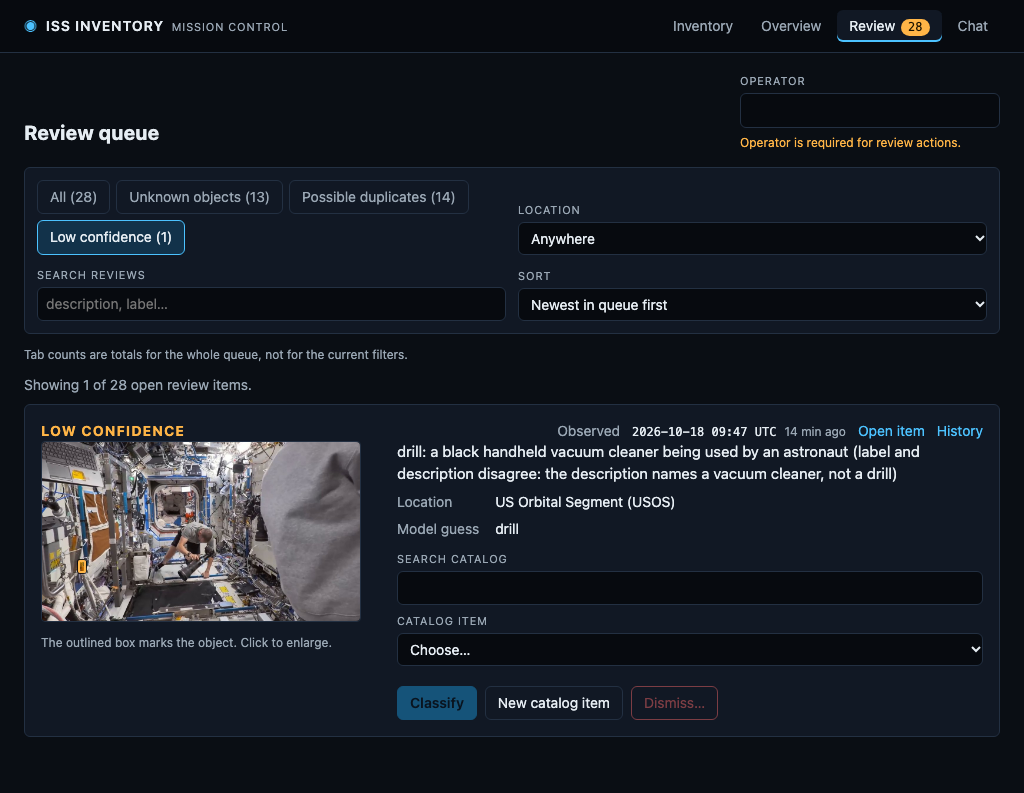 ISS INVENTORY MISSION CONTROL
Inventory Overview Review 28 Chat
OPERATOR
Review queue
Operator is required for review actions.
All (28) Unknown objects (13) Possible duplicates (14)
Low confidence (1)
LOCATION
Anywhere
SEARCH REVIEWS
description, label...
SORT
Newest in queue first
Tab counts are totals for the whole queue, not for the current filters.
Showing 1 of 28 open review items.
LOW CONFIDENCE
Observed 2026-10-18 09:47 UTC 14 min ago Open item History
drill: a black handheld vacuum cleaner being used by an astronaut (label and
description disagree: the description names a vacuum cleaner, not a drill)
Location US Orbital Segment (USOS)
Model guess drill
SEARCH CATALOG
CATALOG ITEM
Choose...
Classify New catalog item Dismiss...
The outlined box marks the object. Click to enlarge.